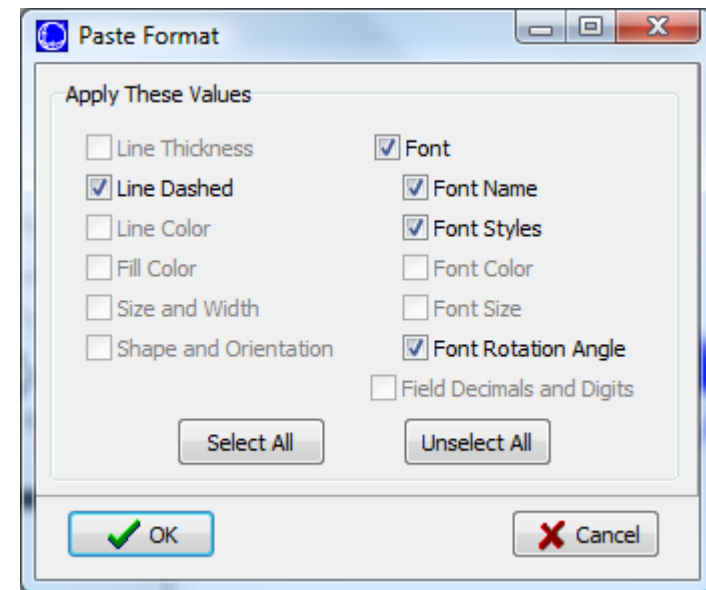 Paste Format
Apply These Values
Line Thickness
Line Dashed
Line Color
Fill Color
Size and Width
Shape and Orientation
Font
Font Name
Font Styles
Font Color
Font Size
Font Rotation Angle
Field Decimals and Digits
Select All
Unselect All
OK
Cancel